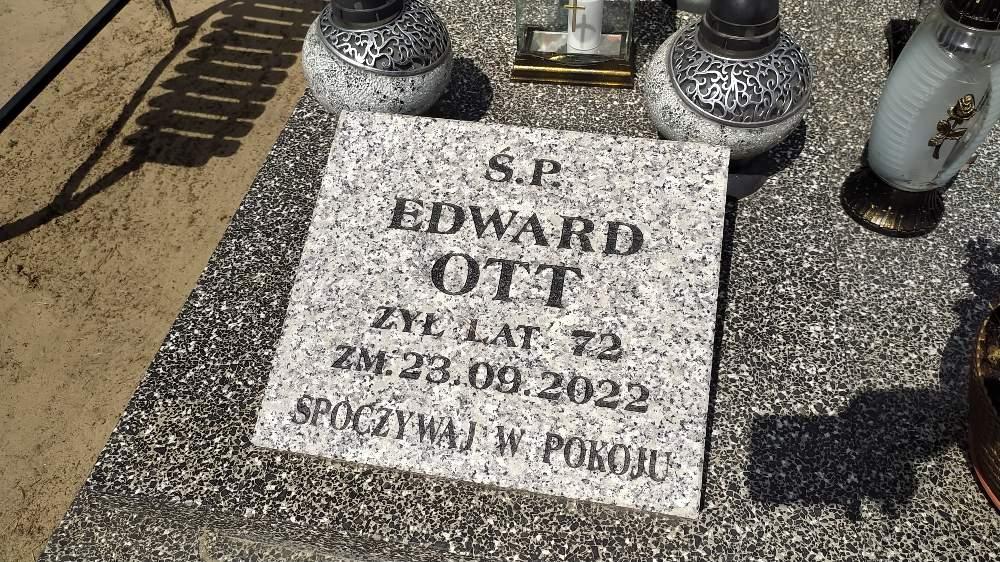 Ś.P.
EDWARD
OTT
ŻYŁ LAT 72
ZM. 23.09.2022
SPOCZYWAJ W POKOJU